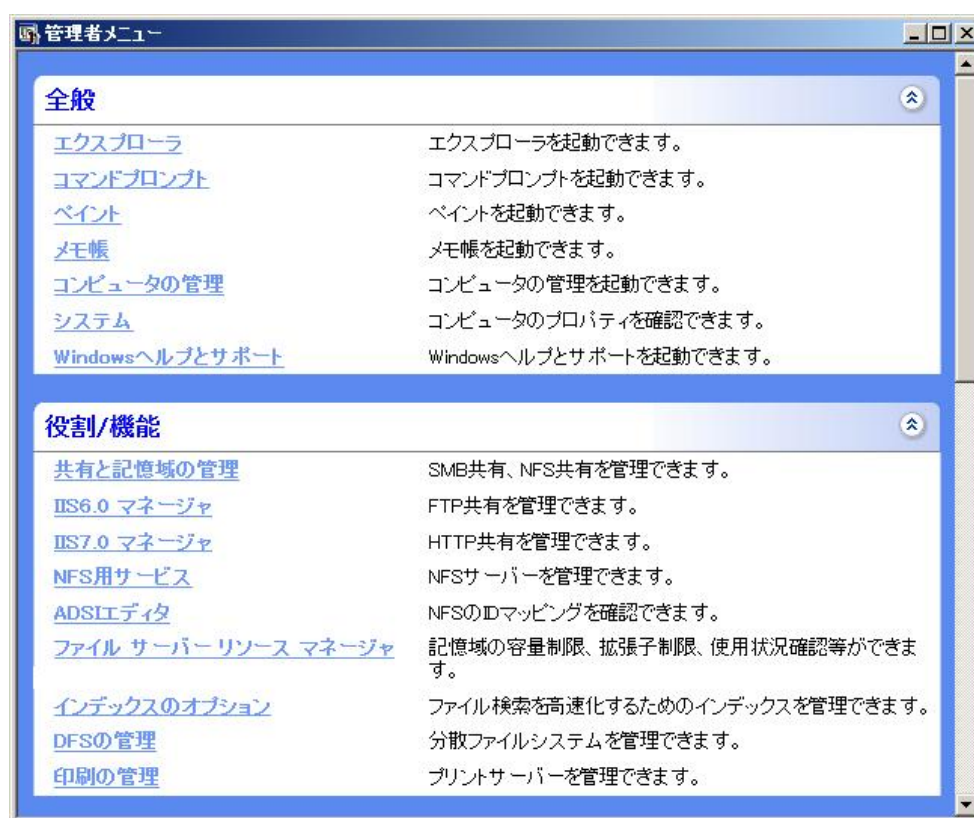 管理者メニュー
全般
エクスプローラ エクスプローラを起動できます。
コマンドプロンプト コマンドプロンプトを起動できます。
ペイント ペイントを起動できます。
メモ帳 メモ帳を起動できます。
コンピュータの管理 コンピュータの管理を起動できます。
システム コンピュータのプロパティを確認できます。
Windowsヘルプとサポート Windowsヘルプとサポートを起動できます。
役割/機能
共有と記憶域の管理 SMB共有、NFS共有を管理できます。
IIS6.0 マネージャ FTP共有を管理できます。
IIS7.0 マネージャ HTTP共有を管理できます。
NFS用サービス NFSサーバーを管理できます。
ADSIエディタ NFSのIDマッピングを確認できます。
ファイル サーバー リソース マネージャ 記憶域の容量制限、拡張子制限、使用状況確認等ができま
す。
インデックスのオプション ファイル検索を高速化するためのインデックスを管理できます。
DFSの管理 分散ファイルシステムを管理できます。
印刷の管理 プリントサーバーを管理できます。